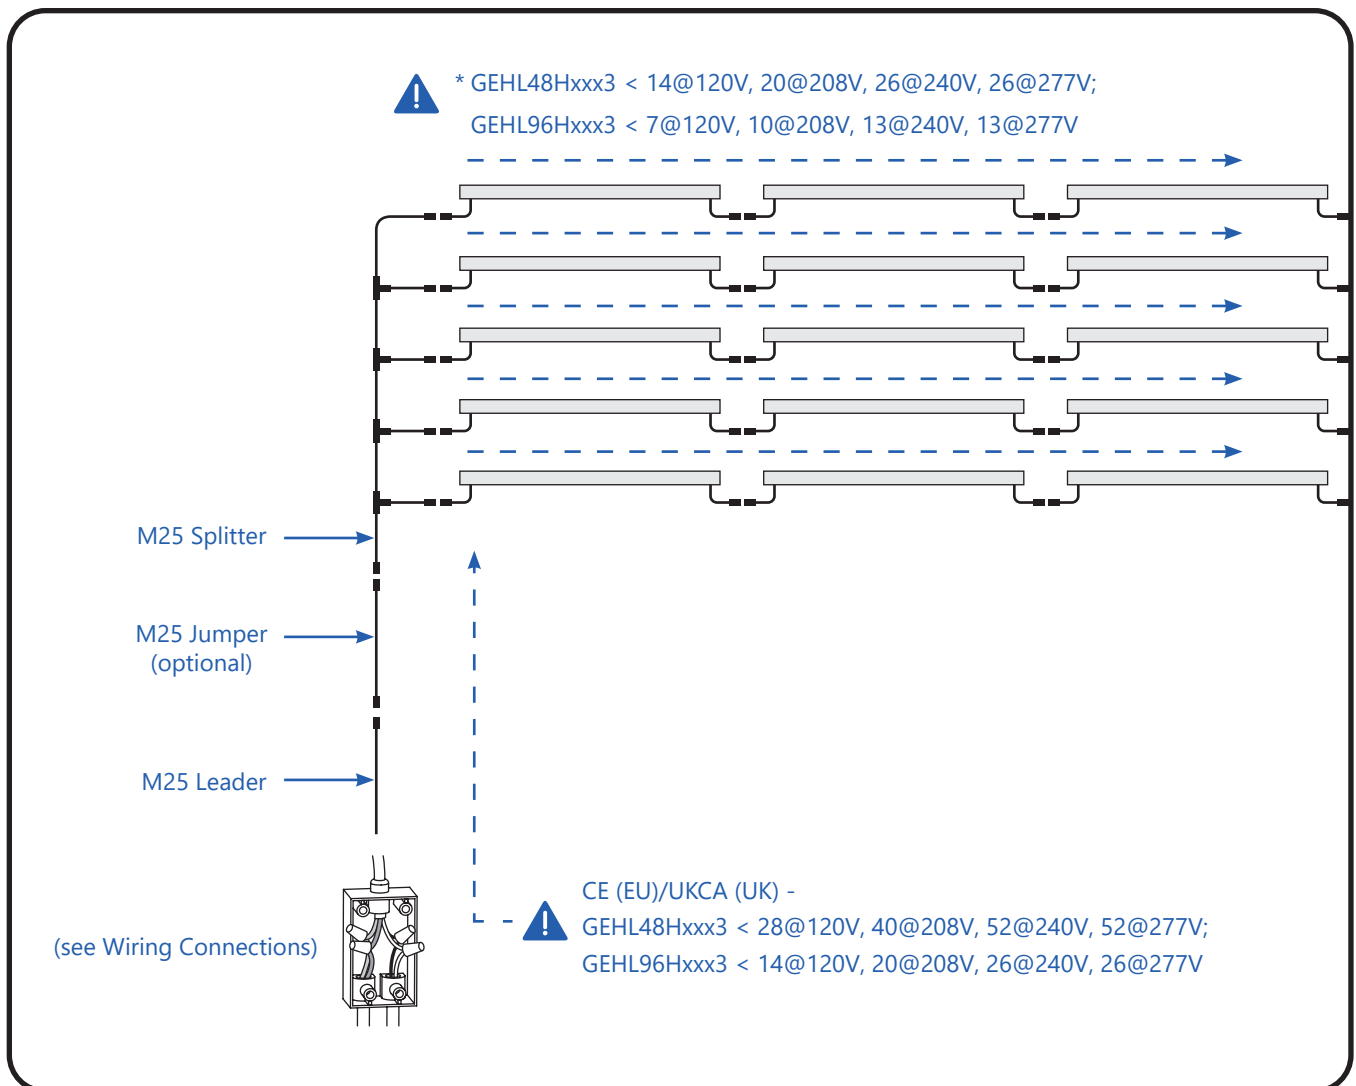 * GEHL48Hxxx3 < 14@120V, 20@208V, 26@240V, 26@277V;
GEHL96Hxxx3 < 7@120V, 10@208V, 13@240V, 13@277V
M25 Splitter
M25 Jumper
(optional)
M25 Leader
(see Wiring Connections)
CE (EU)/UKCA (UK) -
GEHL48Hxxx3 < 28@120V, 40@208V, 52@240V, 52@277V;
GEHL96Hxxx3 < 14@120V, 20@208V, 26@240V, 26@277V